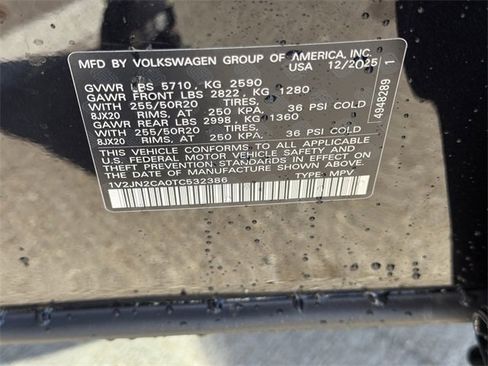 MFD BY VOLKSWAGEN GROUP OF AMERICA, INC.
USA 12/2025
GVWR LBS 5710, KG 2590
GAWR FRONT LBS 2822, KG 1280
WITH 255/50R20 TIRES,
8JX20 RIMS, AT 250 KPA, 36 PSI COLD
GAWR REAR LBS 2998, KG 1360
WITH 255/50R20 TIRES,
8JX20 RIMS, AT 250 KPA, 36 PSI COLD
THIS VEHICLE CONFORMS TO ALL APPLICABLE
U.S. FEDERAL MOTOR VEHICLE SAFETY AND
THEFT PREVENTION STANDARDS IN EFFECT ON
THE DATE OF MANUFACTURE SHOWN ABOVE.
1V2JN2CA0TC532386 TYPE: MPV
4948289 1